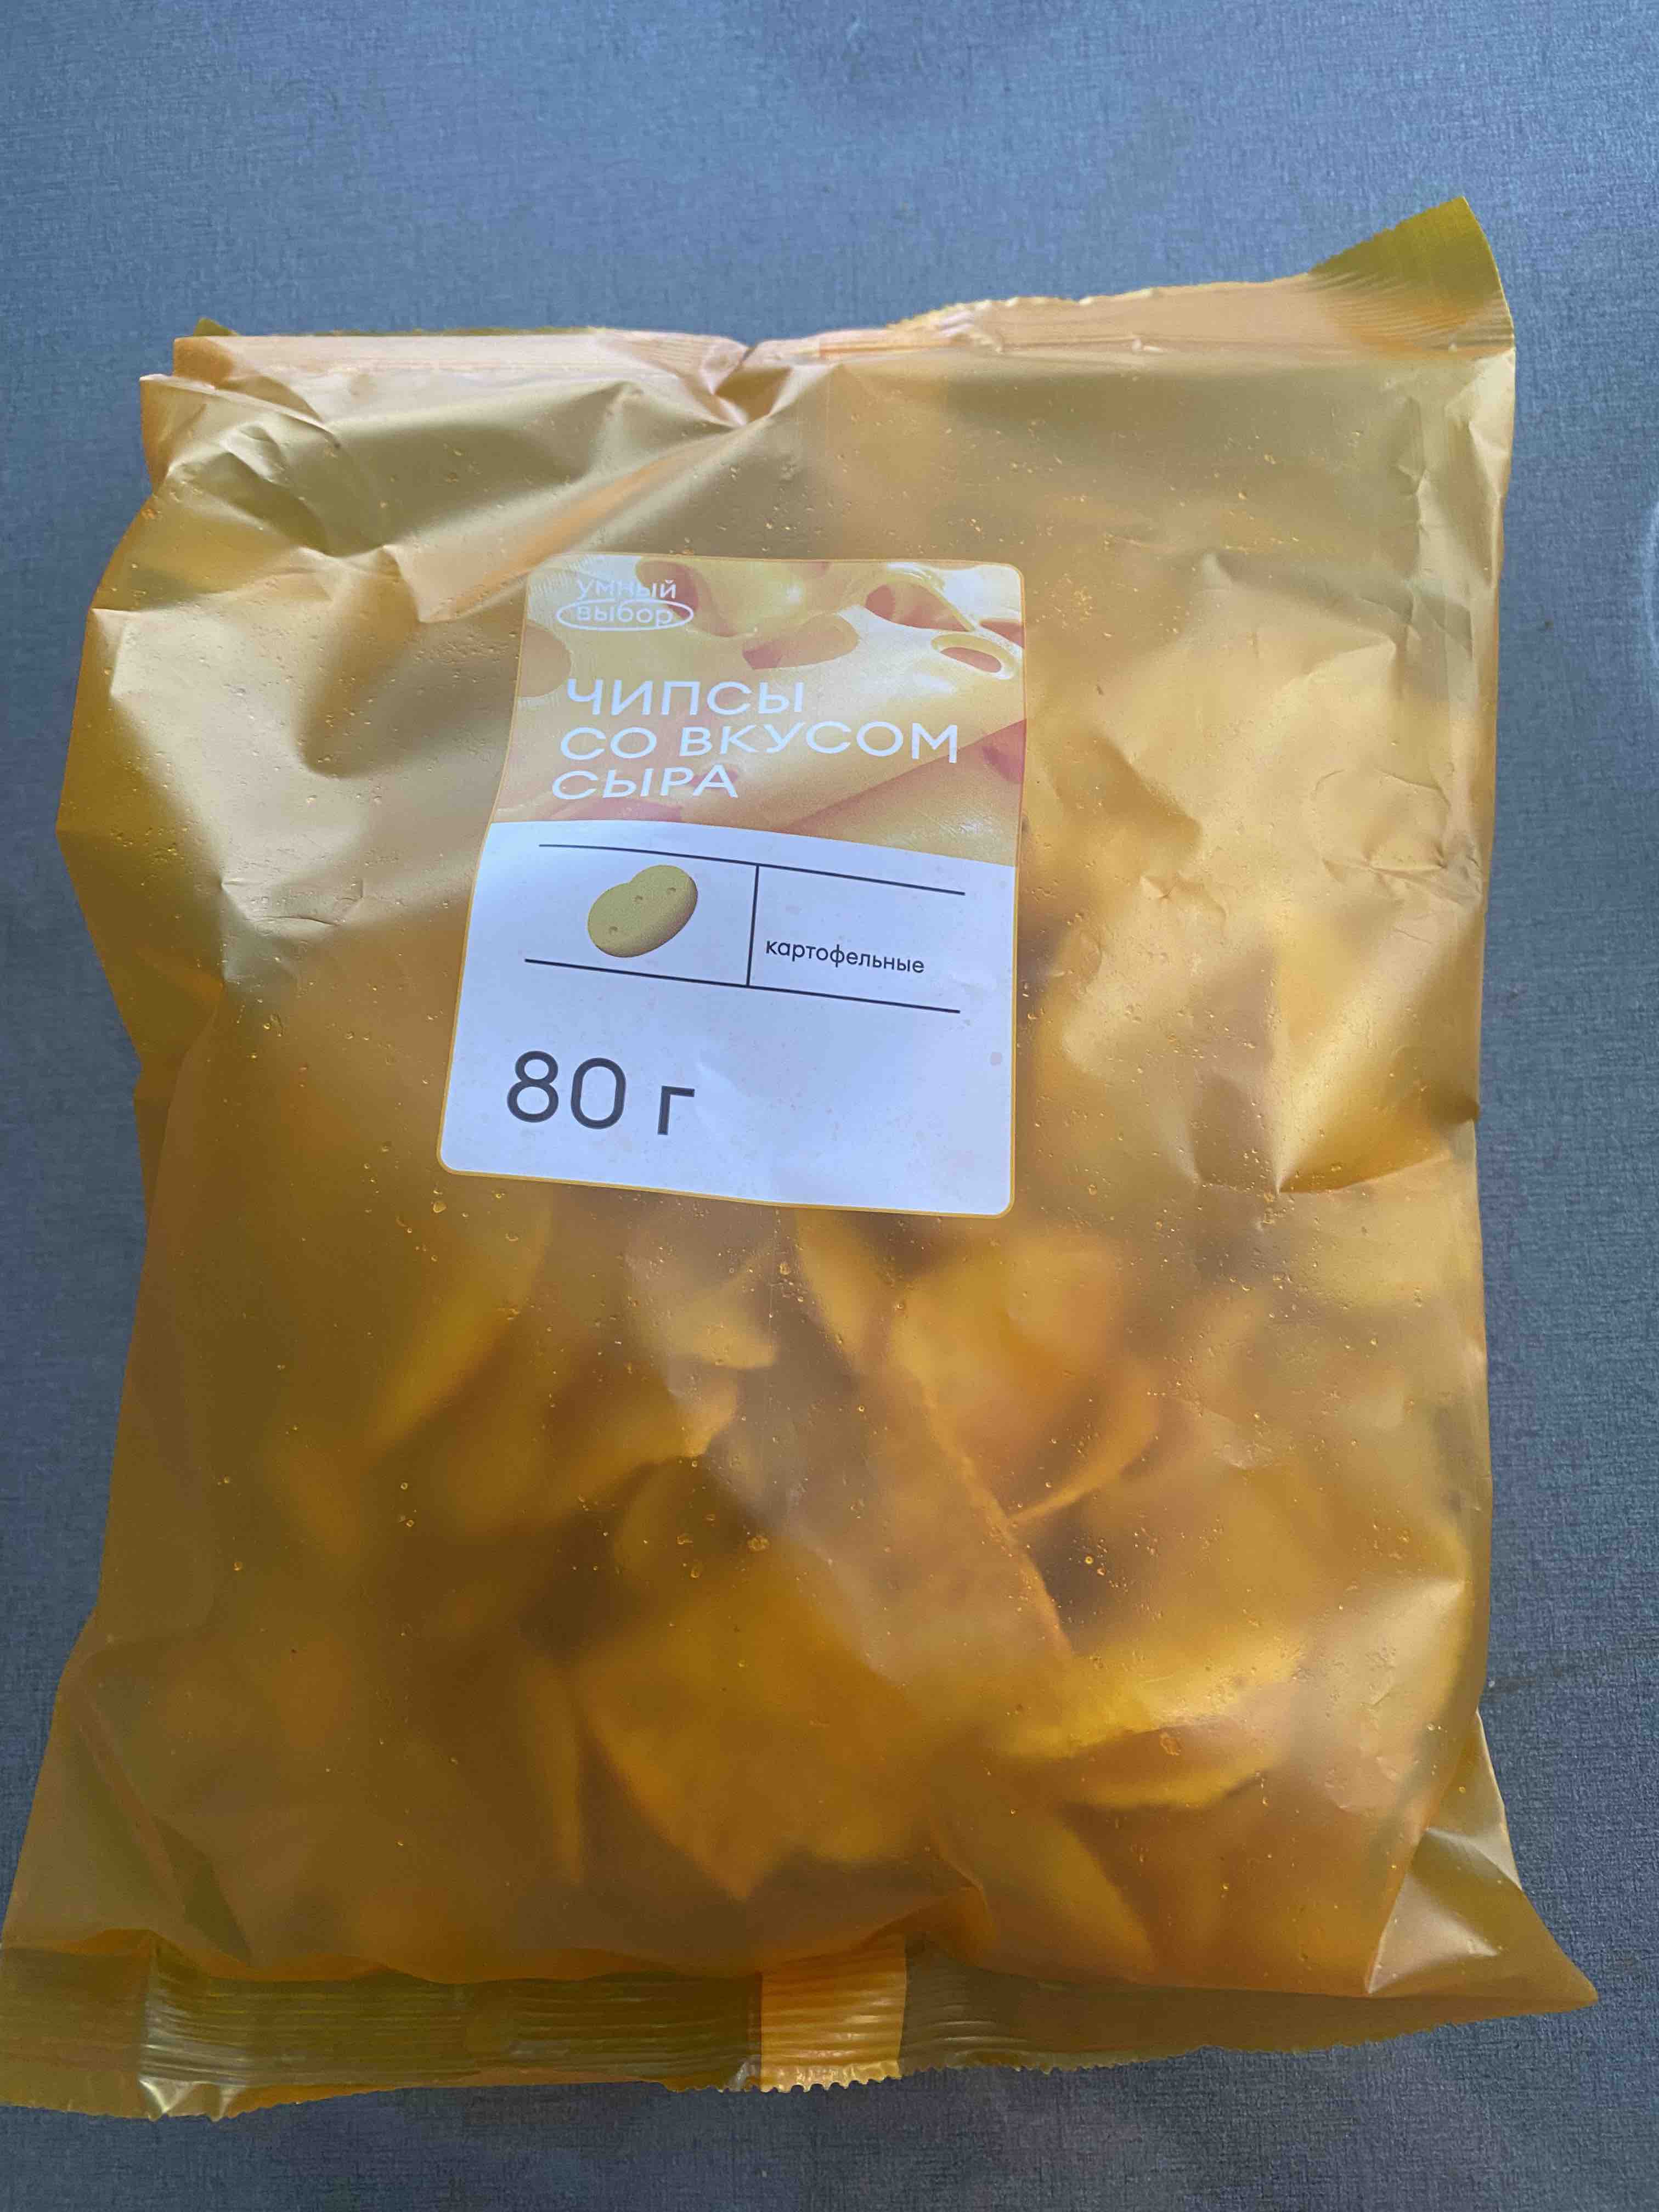 УМНЫЙ
выбор
ЧИПСЫ
СО ВКУСОМ
СЫРА
картофельные
80 г